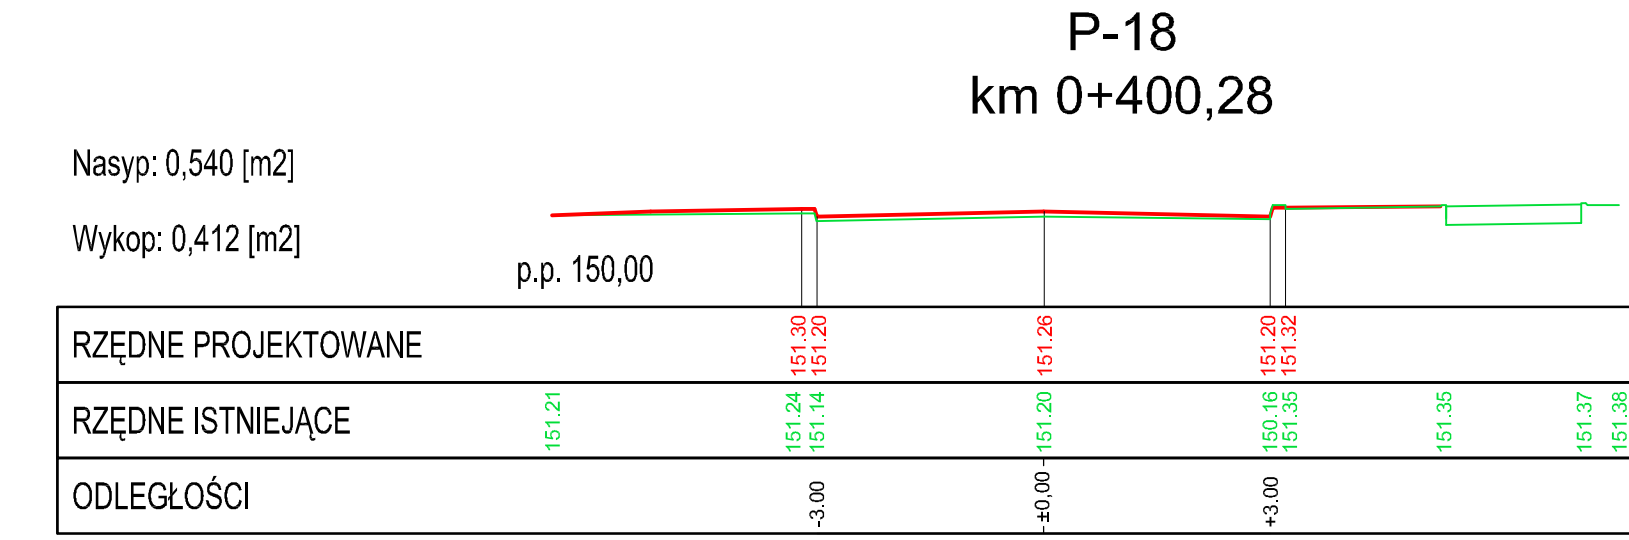 P-18
km 0+400,28
Nasyp: 0,540 [m2]
Wykop: 0,412 [m2]
p.p. 150,00
RZĘDNE PROJEKTOWANE 151.30 151.20 151.26 151.20 151.32
RZĘDNE ISTNIEJĄCE 151.21 151.24 151.14 151.20 150.16 151.35 151.35 151.37 151.38
ODLEGŁOŚCI -3.00 ±0,00 +3.00